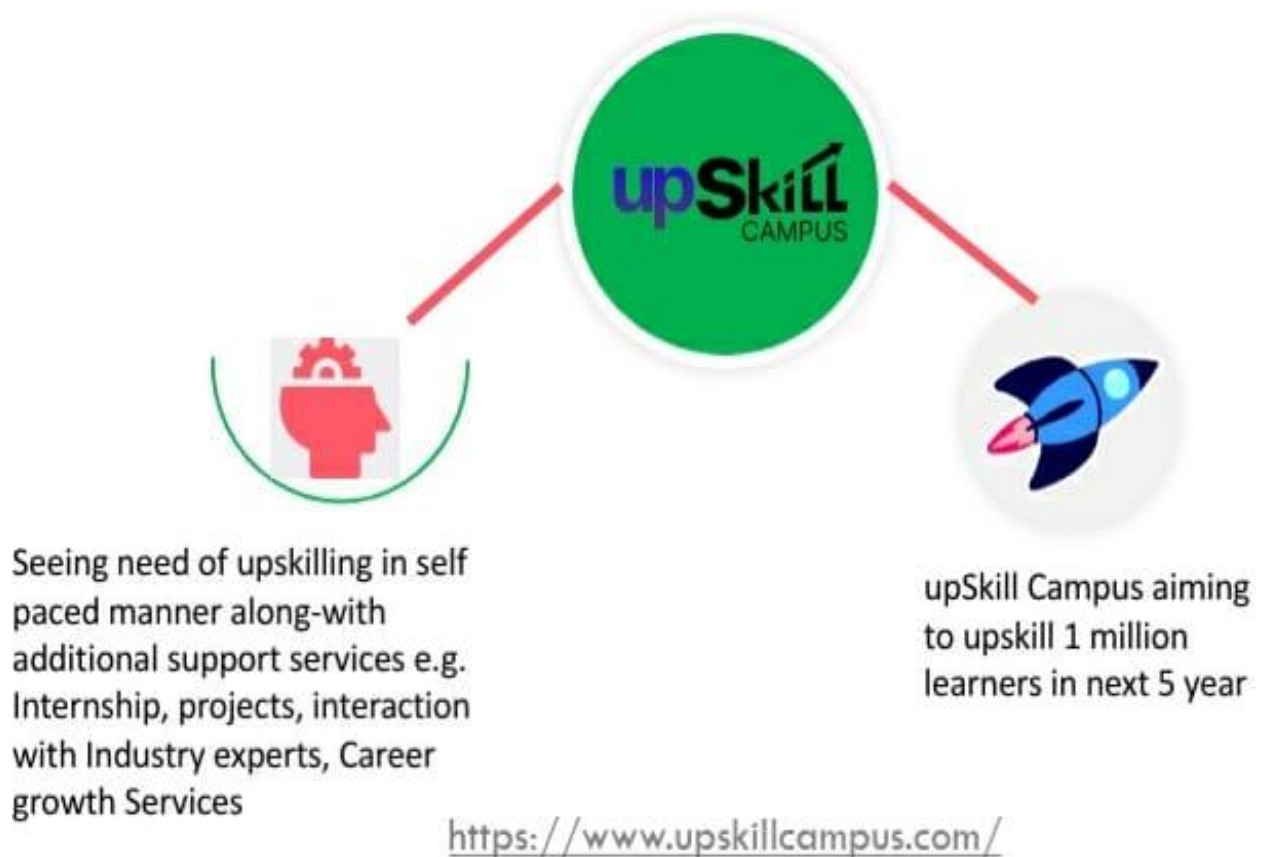 upSkill
CAMPUS
Seeing need of upskilling in self
paced manner along-with
additional support services e.g.
Internship, projects, interaction
with Industry experts, Career
growth Services
upSkill Campus aiming
to upskill 1 million
learners in next 5 year
https://www.upskillcampus.com/